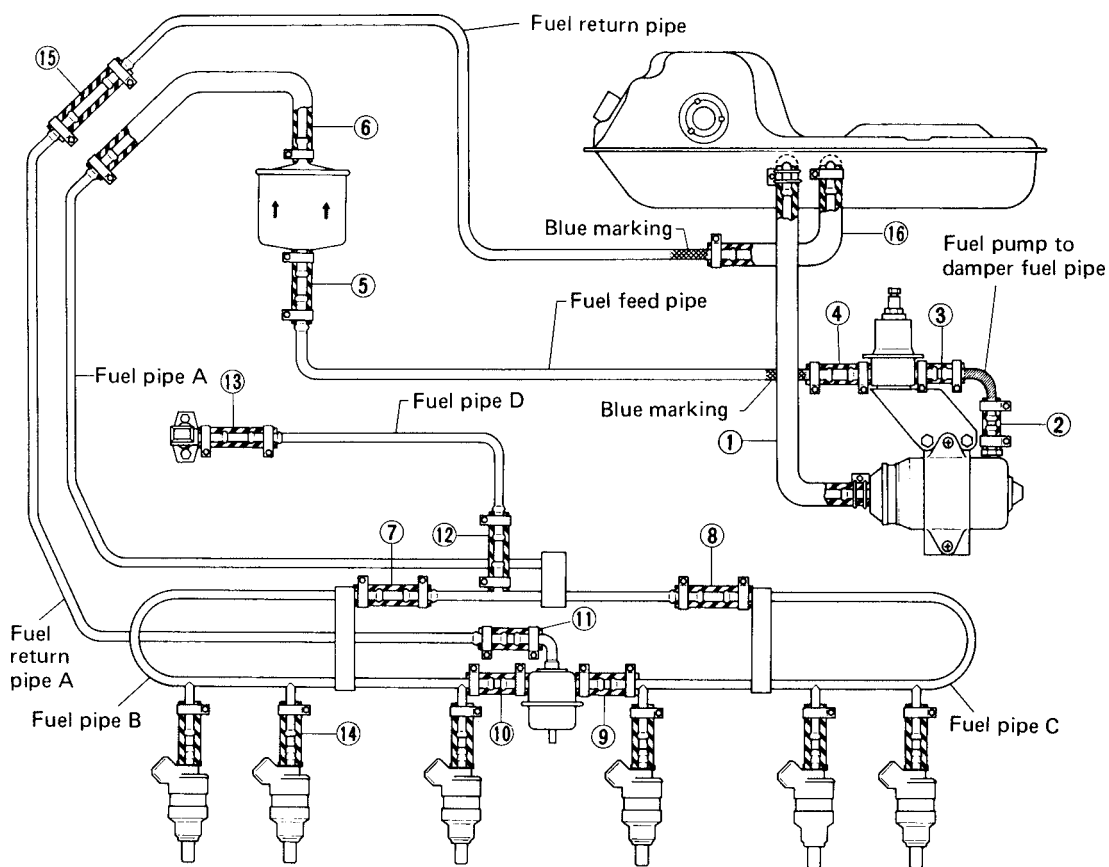 Fuel return pipe
⑮
⑥
Blue marking
⑯
Fuel pump to
damper fuel pipe
⑤
Fuel feed pipe
④
③
Fuel pipe A
⑬
Fuel pipe D
Blue marking
①
②
⑫
⑦
⑧
⑪
Fuel
return
pipe A
Fuel pipe B
⑭
⑩
⑨
Fuel pipe C